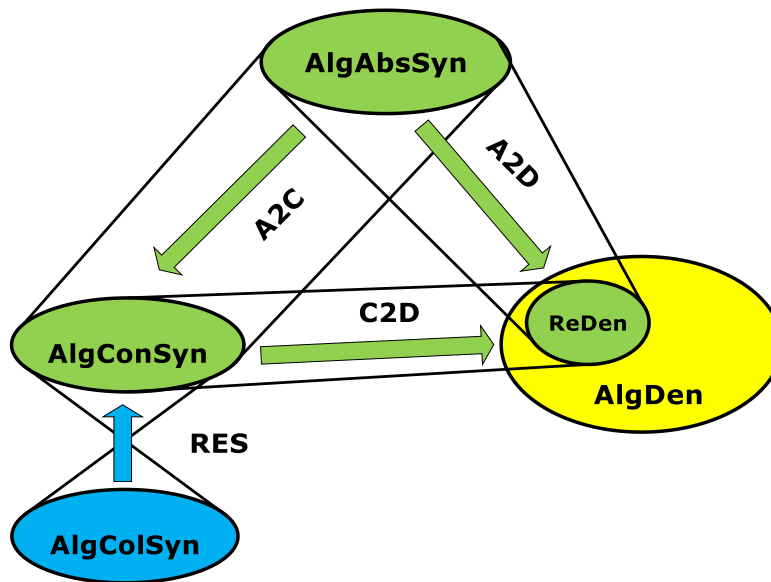 AlgAbsSyn
A2D
A2C
C2D
ReDen
AlgConSyn
AlgDen
RES
AlgColSyn